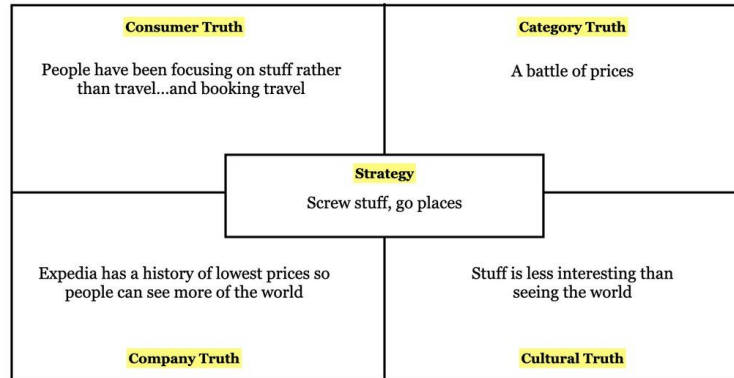 Consumer Truth
People have been focusing on stuff rather
than travel...and booking travel
Category Truth
A battle of prices
Strategy
Screw stuff, go places
Expedia has a history of lowest prices so
people can see more of the world
Company Truth
Stuff is less interesting than
seeing the world
Cultural Truth